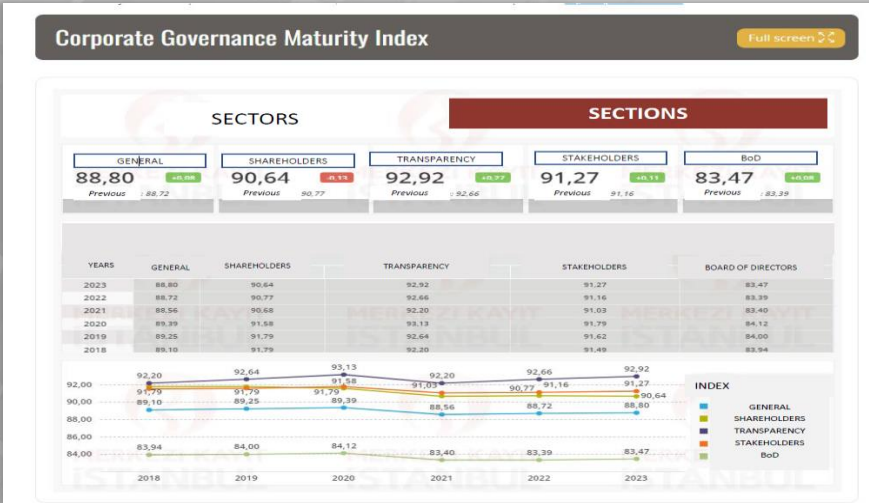 Corporate Governance Maturity Index
Full screen
SECTORS
SECTIONS
GENERAL SHAREHOLDERS TRANSPARENCY STAKEHOLDERS BoD
88,80 +0,08 90,64 -0,13 92,92 +0,27 91,27 +0,11 83,47 +0,08
Previous : 88,72 Previous 90,77 Previous : 92,66 Previous 91,16 Previous : 83,39
YEARS GENERAL SHAREHOLDERS TRANSPARENCY STAKEHOLDERS BOARD OF DIRECTORS
2023 88,80 90,64 92,92 91,27 83,47
2022 88,72 90,77 92,66 91,16 83,39
2021 88,56 90,68 92,20 91,03 83,40
2020 89,39 91,58 93,13 91,79 84,12
2019 89,25 91,79 92,64 91,62 84,00
2018 89,10 91,79 92,20 91,49 83,94
92,20 92,64 93,13 92,20 92,66 92,92
92,00 91,58 91,03 90,77 91,16 91,27
91,79 91,79 91,79 90,64
90,00 89,10 89,25 89,39 88,56 88,72 88,80
88,00
86,00
84,00 83,94 84,00 84,12 83,40 83,39 83,47
2018 2019 2020 2021 2022 2023
INDEX
GENERAL
SHAREHOLDERS
TRANSPARENCY
STAKEHOLDERS
BoD
MERKEZI KAYIT
iSTANBUL